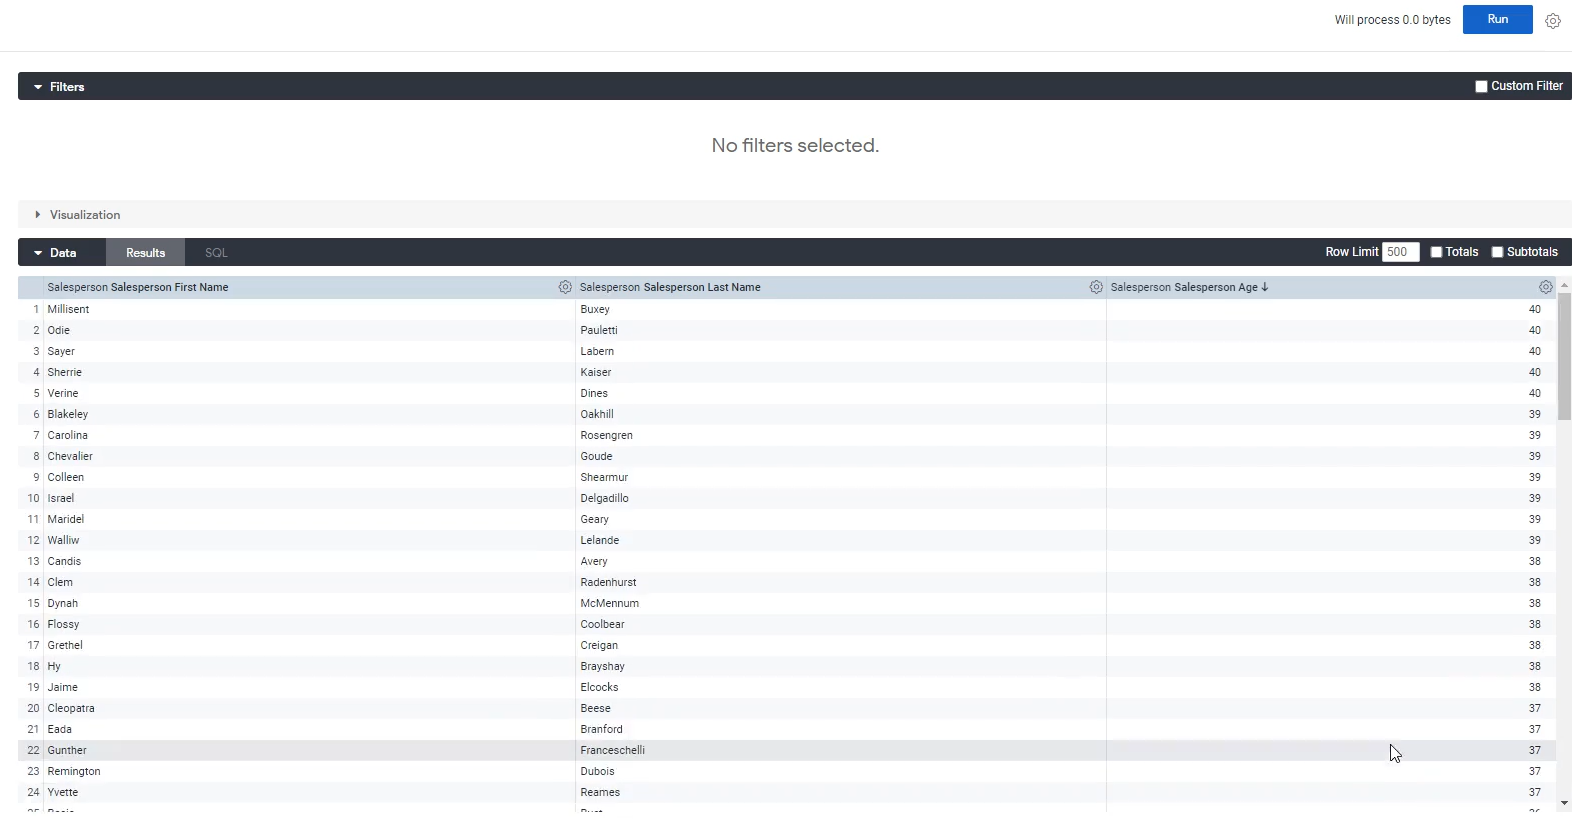 Will process 0.0 bytes Run
Filters Custom Filter
No filters selected.
Visualization
Data Results SQL Row Limit 500 Totals Subtotals
Salesperson Salesperson First Name Salesperson Salesperson Last Name Salesperson Salesperson Age ↓
1 Millisent Buxey 40
2 Odie Pauletti 40
3 Sayer Labern 40
4 Sherrie Kaiser 40
5 Verine Dines 40
6 Blakeley Oakhill 39
7 Carolina Rosengren 39
8 Chevalier Goude 39
9 Colleen Shearmur 39
10 Israel Delgadillo 39
11 Maridel Geary 39
12 Walliw Lelande 39
13 Candis Avery 38
14 Clem Radenhurst 38
15 Dynah McMennum 38
16 Flossy Coolbear 38
17 Grethel Creigan 38
18 Hy Brayshay 38
19 Jaime Elcocks 38
20 Cleopatra Beese 37
21 Eada Branford 37
22 Gunther Franceschelli 37
23 Remington Dubois 37
24 Yvette Reames 37